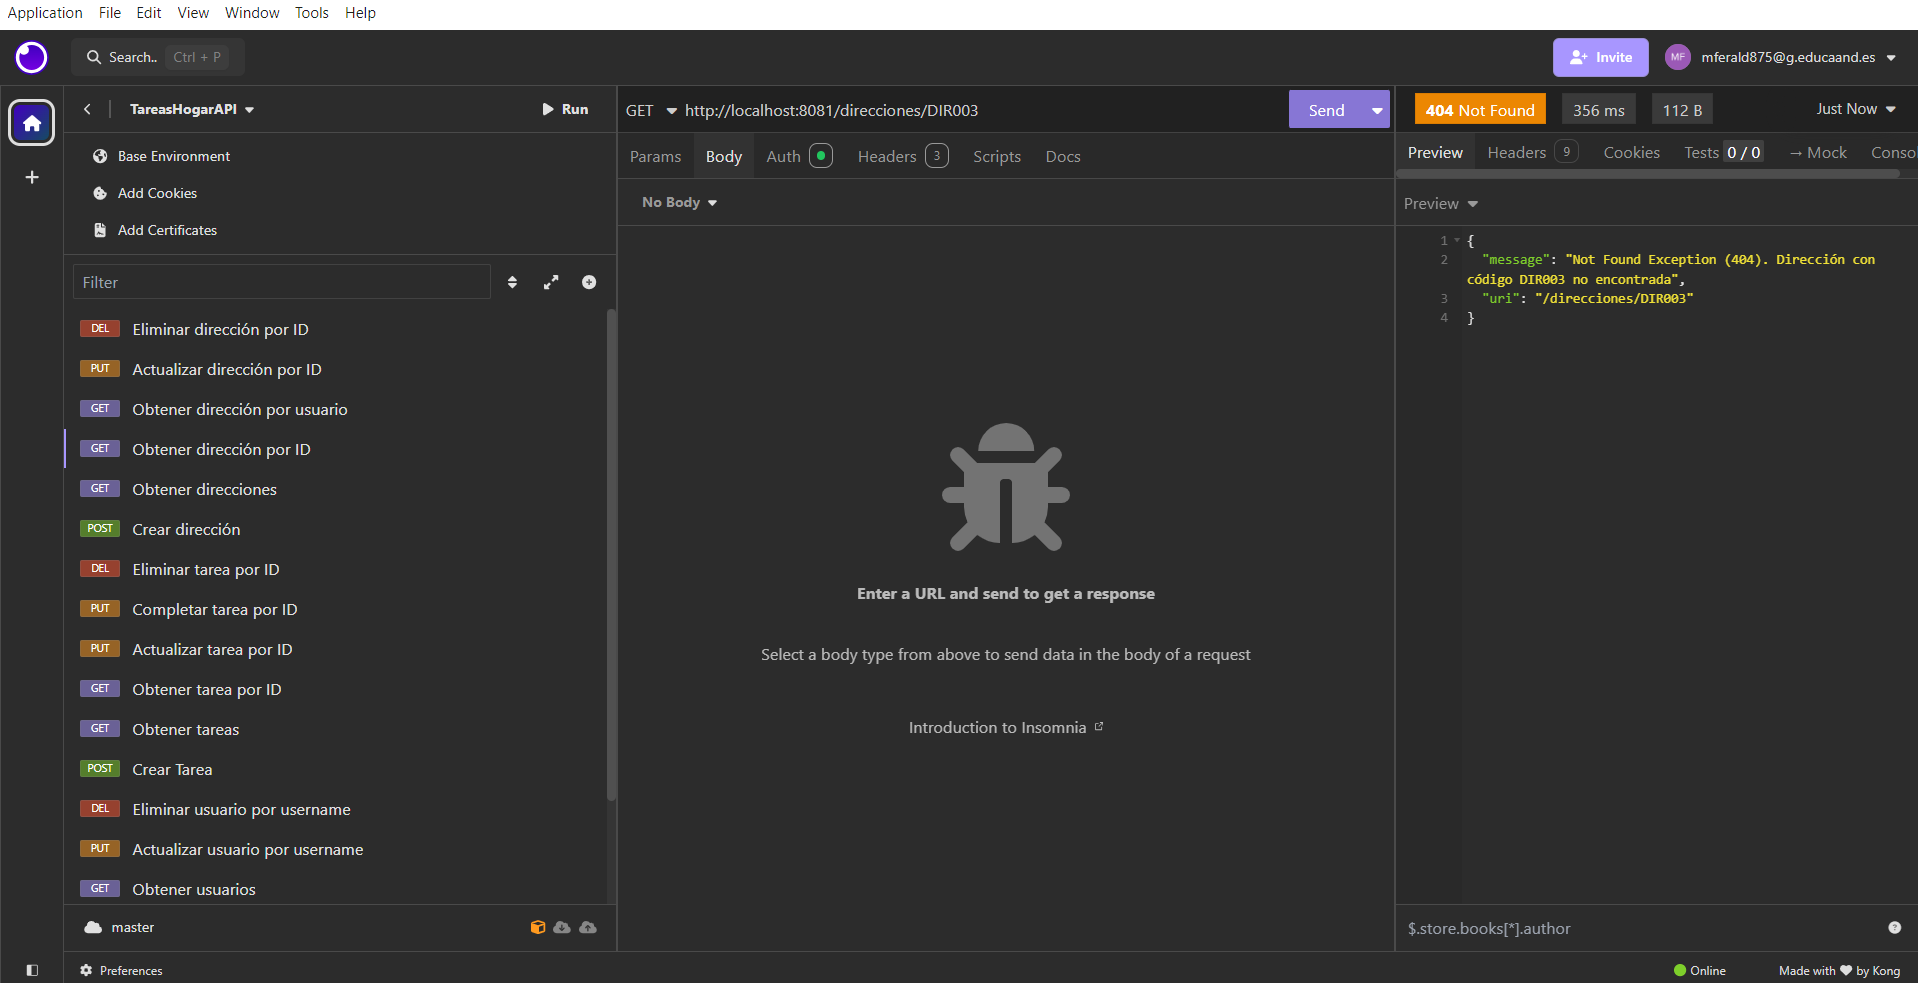 Application File Edit View Window Tools Help
Search.. Ctrl + P
Invite
MF mferald875@g.educaand.es
TareasHogarAPI
Run
Base Environment
Add Cookies
Add Certificates
Filter
DEL Eliminar dirección por ID
PUT Actualizar dirección por ID
GET Obtener dirección por usuario
GET Obtener dirección por ID
GET Obtener direcciones
POST Crear dirección
DEL Eliminar tarea por ID
PUT Completar tarea por ID
PUT Actualizar tarea por ID
GET Obtener tarea por ID
GET Obtener tareas
POST Crear Tarea
DEL Eliminar usuario por username
PUT Actualizar usuario por username
GET Obtener usuarios
master
Preferences
GET http://localhost:8081/direcciones/DIR003
Send
Params Body Auth Headers 3 Scripts Docs
No Body
Enter a URL and send to get a response
Select a body type from above to send data in the body of a request
Introduction to Insomnia
404 Not Found 356 ms 112 B Just Now
Preview Headers 9 Cookies Tests 0 / 0 → Mock Conso
Preview
1 {
2 "message": "Not Found Exception (404). Dirección con
código DIR003 no encontrada",
3 "uri": "/direcciones/DIR003"
4 }
$.store.books[*].author
Online
Made with ♥ by Kong